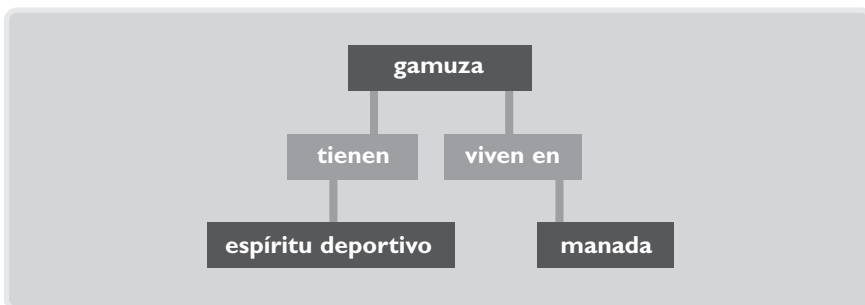 gamuza
tienen
viven en
espíritu deportivo
manada